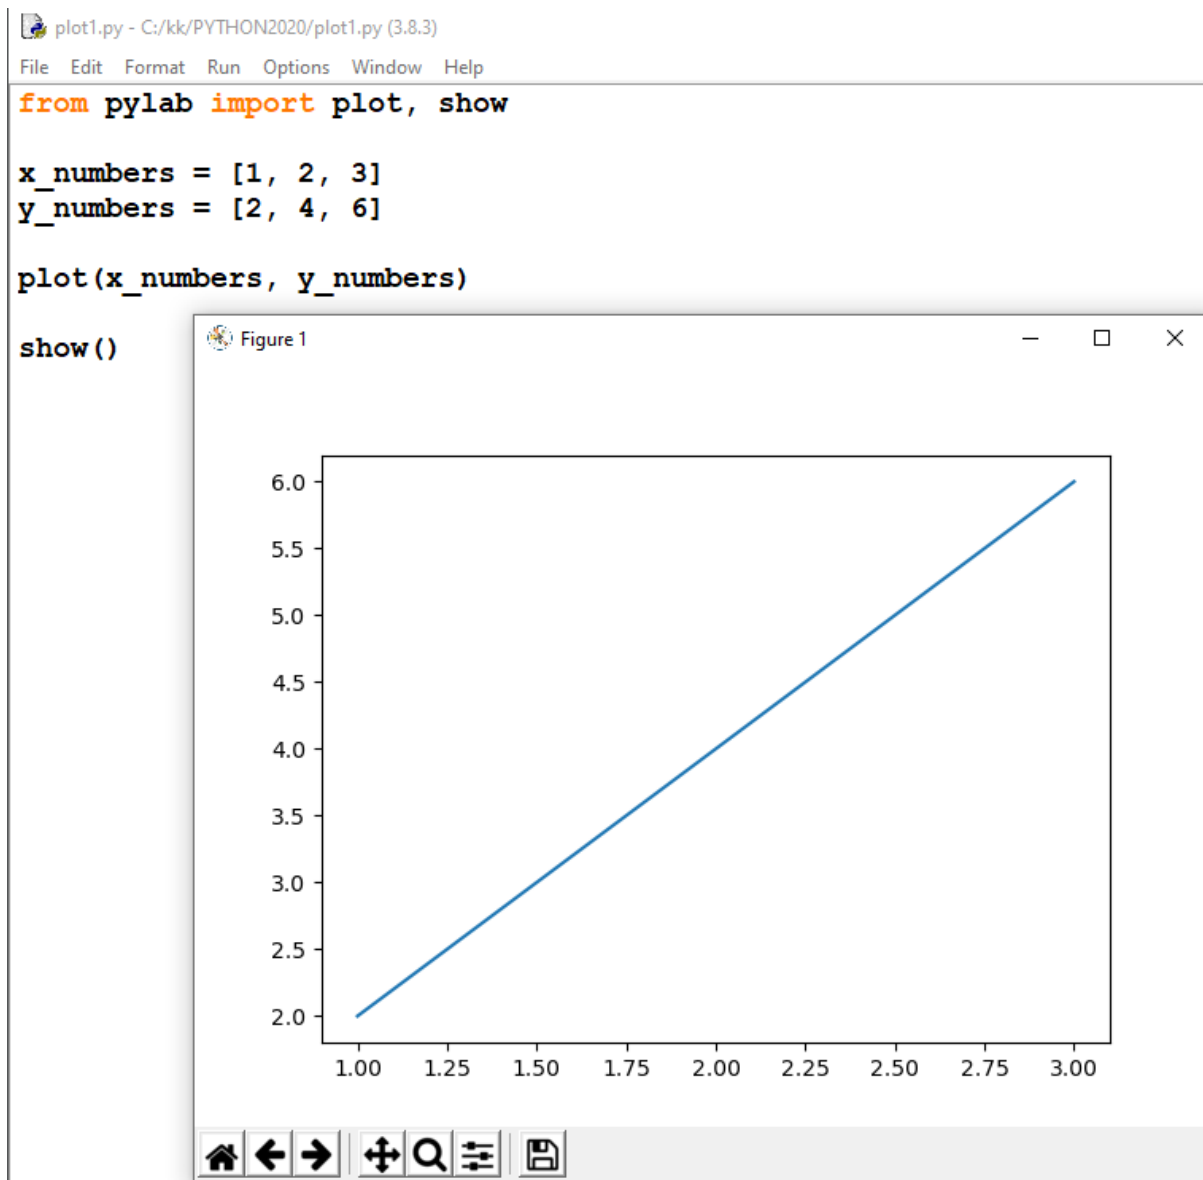 plot1.py - C:/kk/PYTHON2020/plot1.py (3.8.3)
File Edit Format Run Options Window Help
from pylab import plot, show
x_numbers = [1, 2, 3]
y_numbers = [2, 4, 6]
plot(x_numbers, y_numbers)
show()
Figure 1
6.0
5.5
5.0
4.5
4.0
3.5
3.0
2.5
2.0
1.00 1.25 1.50 1.75 2.00 2.25 2.50 2.75 3.00